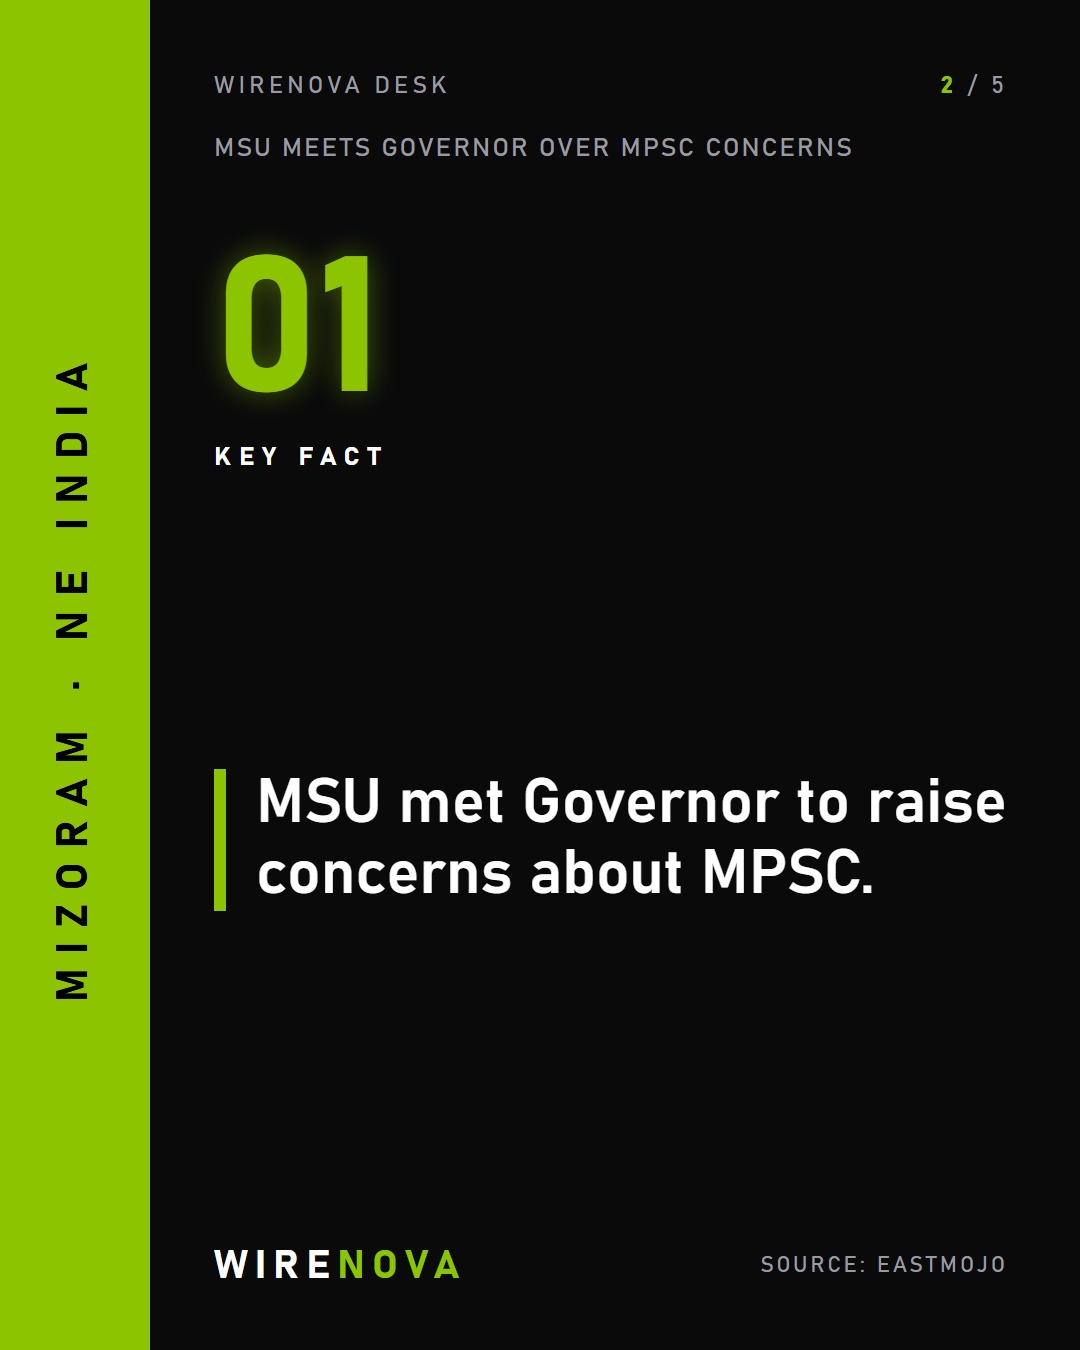 MIZORAM · NE INDIA
WIRENOVA DESK
2 / 5
MSU MEETS GOVERNOR OVER MPSC CONCERNS
01
KEY FACT
MSU met Governor to raise
concerns about MPSC.
WIRENOVA
SOURCE: EASTMOJO